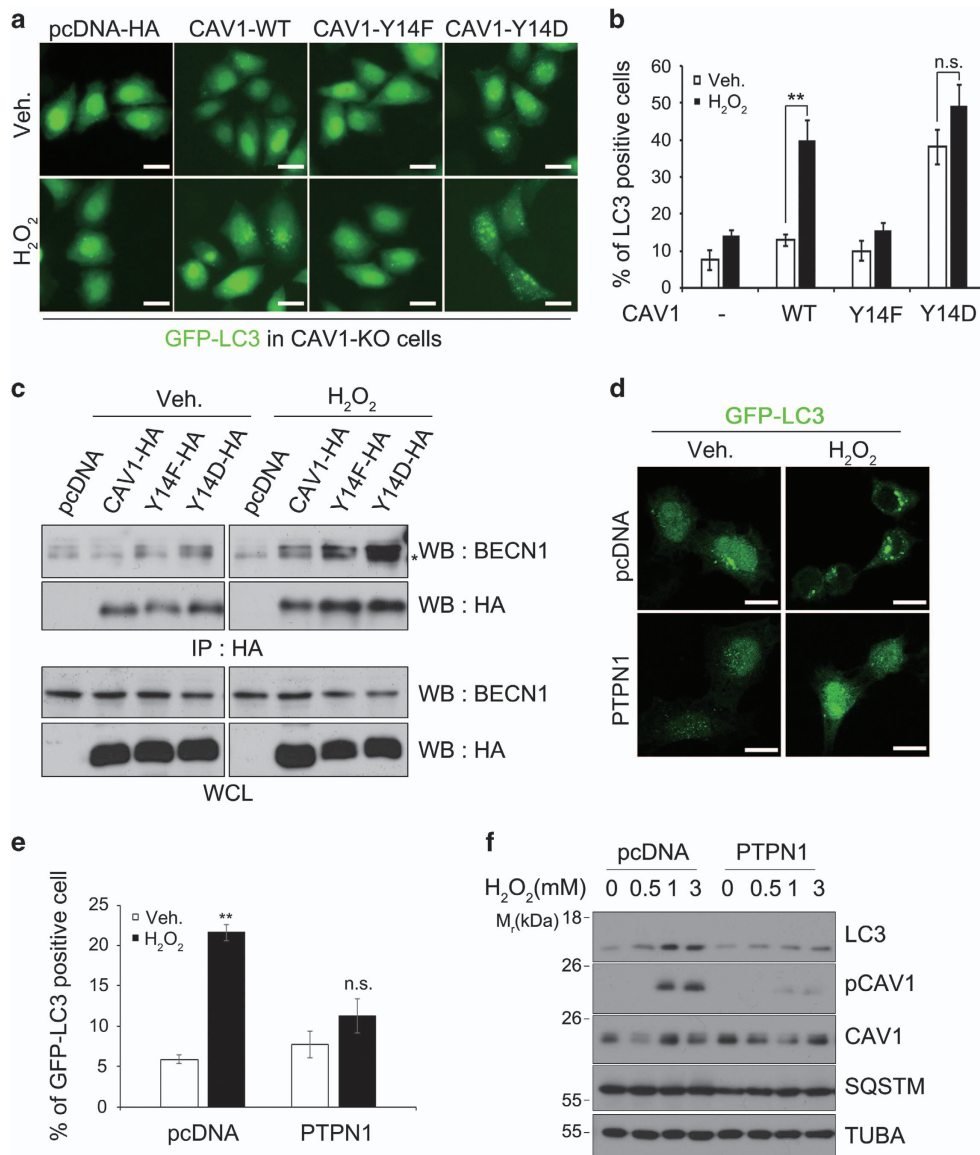 a
pcDNA-HA CAV1-WT CAV1-Y14F CAV1-Y14D
Veh.
H₂O₂
GFP-LC3 in CAV1-KO cells
b
% of LC3 positive cells
60
50
40
30
20
10
0
Veh.
H₂O₂
**
n.s.
CAV1 - WT Y14F Y14D
c
Veh. H₂O₂
pcDNA CAV1-HA Y14F-HA Y14D-HA pcDNA CAV1-HA Y14F-HA Y14D-HA
* WB : BECN1
WB : HA
IP : HA
WB : BECN1
WB : HA
WCL
d
GFP-LC3
Veh. H₂O₂
pcDNA
PTPN1
e
% of GFP-LC3 positive cell
25
20
15
10
5
0
Veh.
H₂O₂
**
n.s.
pcDNA PTPN1
f
pcDNA PTPN1
H₂O₂(mM) 0 0.5 1 3 0 0.5 1 3
Mᵣ(kDa) 18
LC3
26
pCAV1
26
CAV1
SQSTM
55
55
TUBA